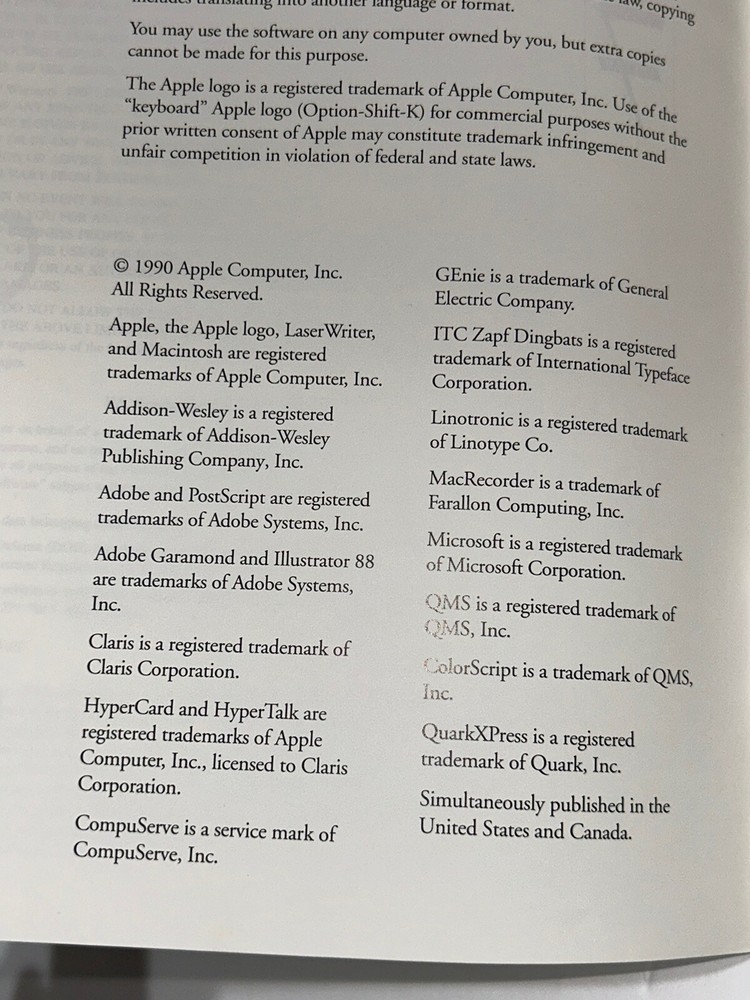 includes translating into another language or format.
law, copying
You may use the software on any computer owned by you, but extra copies
cannot be made for this purpose.
The Apple logo is a registered trademark of Apple Computer, Inc. Use of the
“keyboard” Apple logo (Option-Shift-K) for commercial purposes without the
prior written consent of Apple may constitute trademark infringement and
unfair competition in violation of federal and state laws.
© 1990 Apple Computer, Inc.
All Rights Reserved.
Apple, the Apple logo, LaserWriter,
and Macintosh are registered
trademarks of Apple Computer, Inc.
Addison-Wesley is a registered
trademark of Addison-Wesley
Publishing Company, Inc.
Adobe and PostScript are registered
trademarks of Adobe Systems, Inc.
Adobe Garamond and Illustrator 88
are trademarks of Adobe Systems,
Inc.
Claris is a registered trademark of
Claris Corporation.
HyperCard and HyperTalk are
registered trademarks of Apple
Computer, Inc., licensed to Claris
Corporation.
CompuServe is a service mark of
CompuServe, Inc.
GEnie is a trademark of General
Electric Company.
ITC Zapf Dingbats is a registered
trademark of International Typeface
Corporation.
Linotronic is a registered trademark
of Linotype Co.
MacRecorder is a trademark of
Farallon Computing, Inc.
Microsoft is a registered trademark
of Microsoft Corporation.
QMS is a registered trademark of
QMS, Inc.
ColorScript is a trademark of QMS,
Inc.
QuarkXPress is a registered
trademark of Quark, Inc.
Simultaneously published in the
United States and Canada.